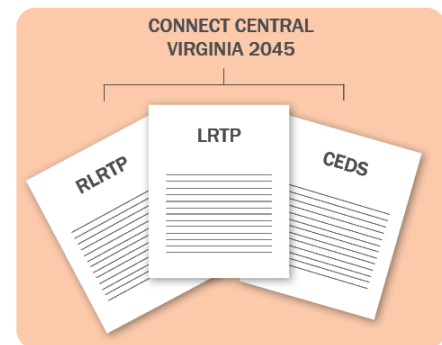 CONNECT CENTRAL
VIRGINIA 2045
RLRTP
LRTP
CEDS